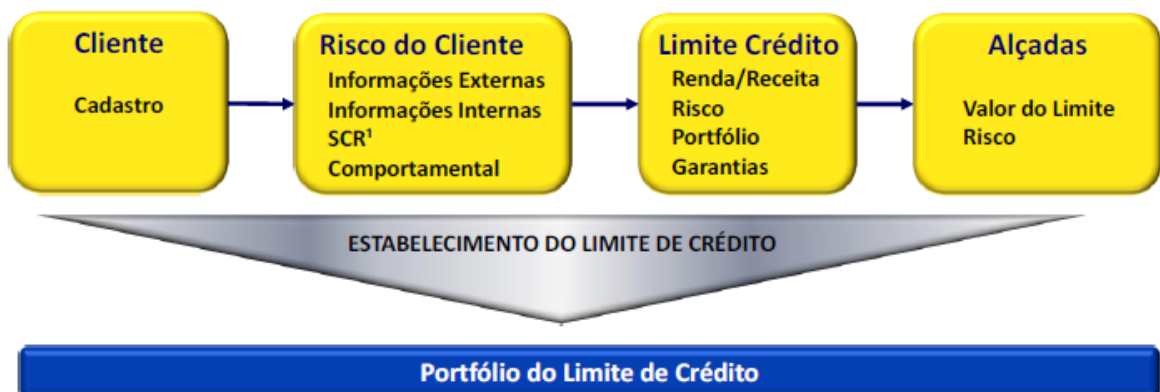 Cliente
Cadastro
Risco do Cliente
Informações Externas
Informações Internas
SCR¹
Comportamental
Limite Crédito
Renda/Receita
Risco
Portfólio
Garantias
Alçadas
Valor do Limite
Risco
ESTABELECIMENTO DO LIMITE DE CRÉDITO
Portfólio do Limite de Crédito